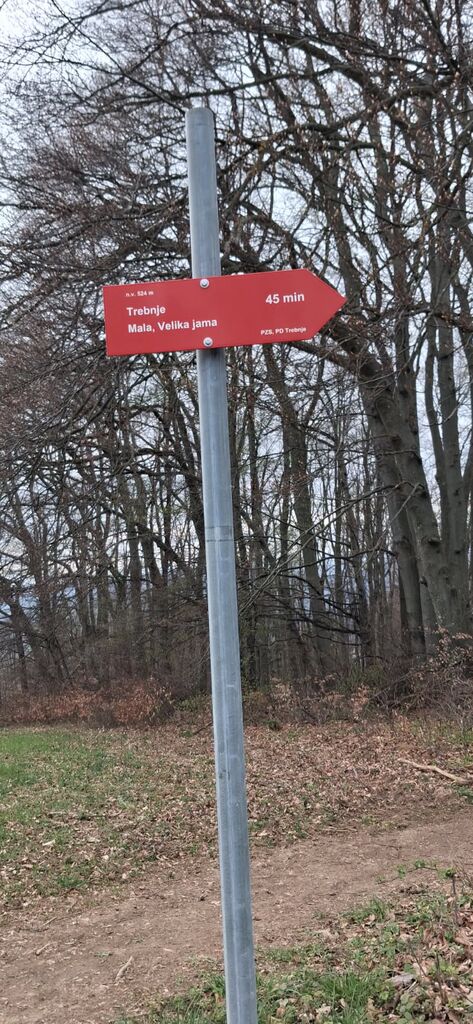 n.v. 524 m
Trebnje
45 min
Mala, Velika jama
PZS, PD Trebnje